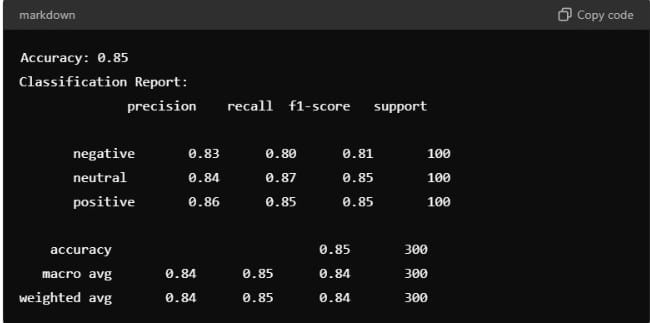 markdown Copy code
Accuracy: 0.85
Classification Report:
precision recall f1-score support
negative 0.83 0.80 0.81 100
neutral 0.84 0.87 0.85 100
positive 0.86 0.85 0.85 100
accuracy 0.85 300
macro avg 0.84 0.85 0.84 300
weighted avg 0.84 0.85 0.84 300